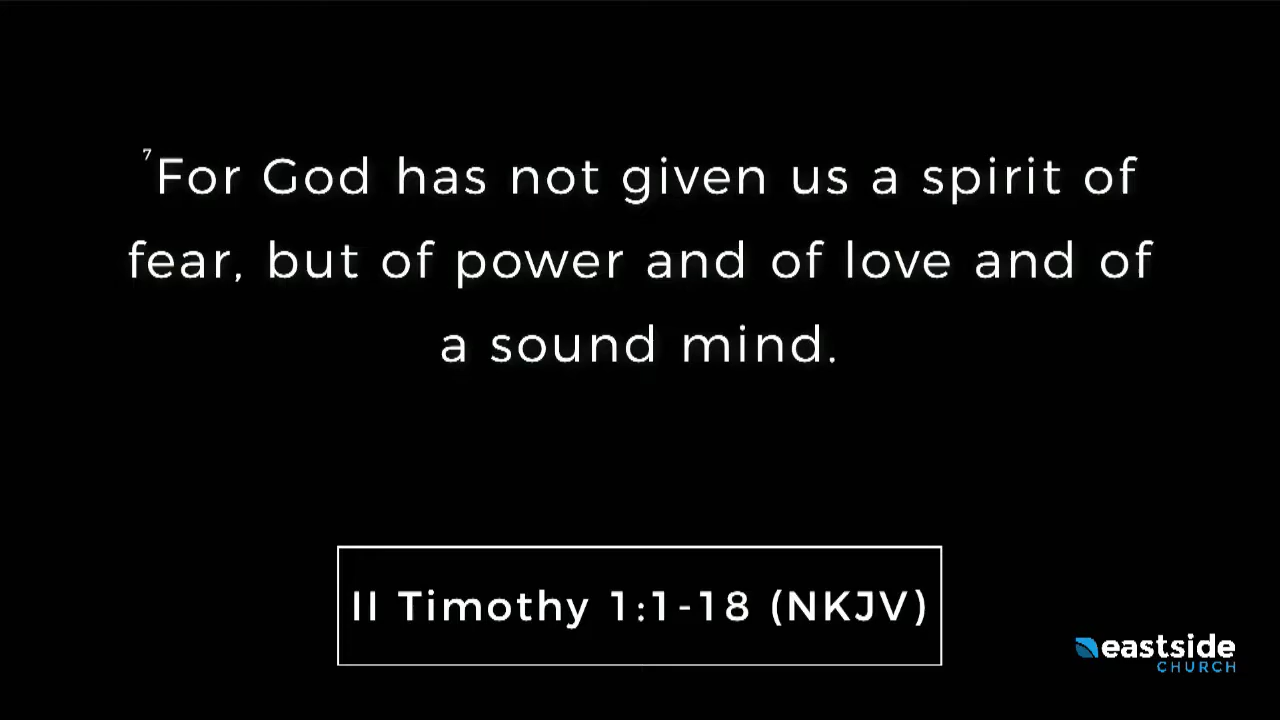 7For God has not given us a spirit of
fear, but of power and of love and of
a sound mind.
II Timothy 1:1-18 (NKJV)
eastside
CHURCH